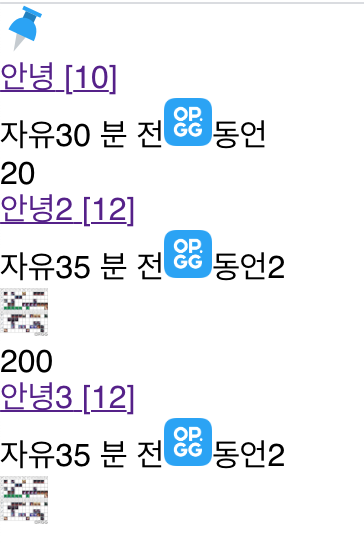 안녕 [10]
자유30 분 전OP.GG동언
20
안녕2 [12]
자유35 분 전OP.GG동언2
200
안녕3 [12]
자유35 분 전OP.GG동언2